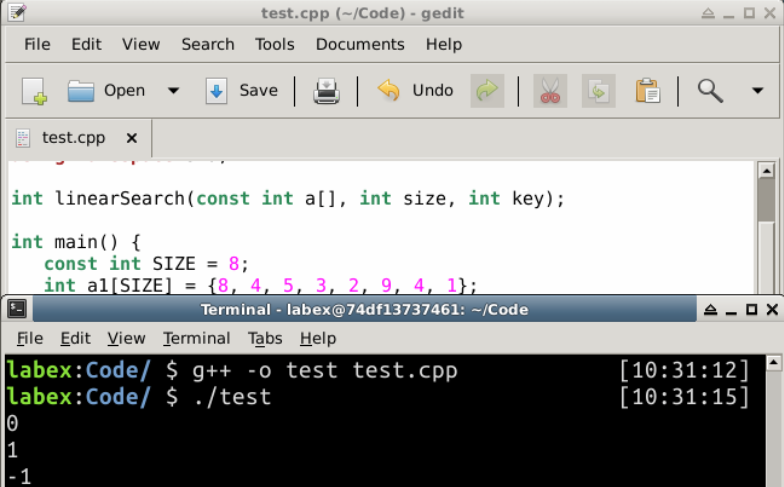 test.cpp (~/Code) - gedit
File Edit View Search Tools Documents Help
Open Save Undo
test.cpp x
int linearSearch(const int a[], int size, int key);
int main() {
const int SIZE = 8;
int a1[SIZE] = {8, 4, 5, 3, 2, 9, 4, 1};
Terminal - labex@74df13737461: ~/Code
File Edit View Terminal Tabs Help
labex:Code/ $ g++ -o test test.cpp [10:31:12]
labex:Code/ $ ./test [10:31:15]
0
1
-1